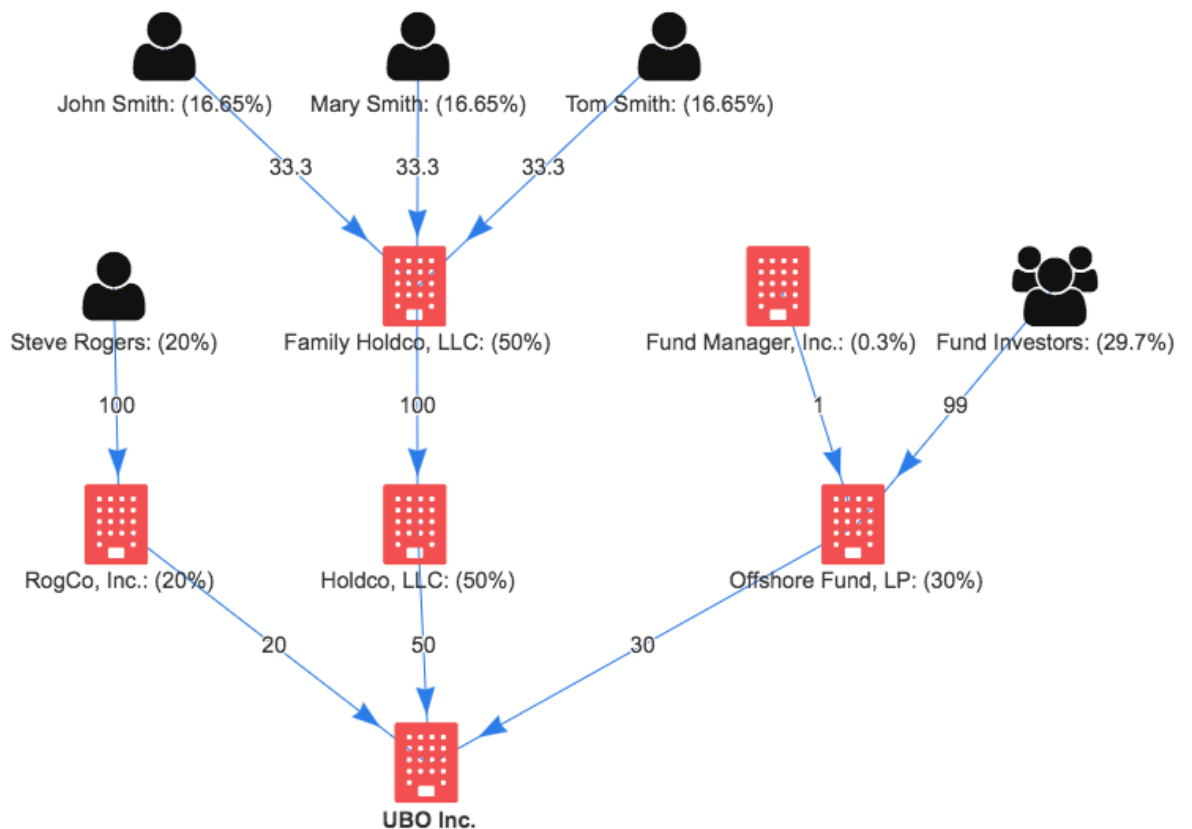 John Smith: (16.65%)
Mary Smith: (16.65%)
Tom Smith: (16.65%)
33.3
33.3
33.3
Steve Rogers: (20%)
Family Holdco, LLC: (50%)
Fund Manager, Inc.: (0.3%)
Fund Investors: (29.7%)
100
100
1
99
RogCo, Inc.: (20%)
Holdco, LLC: (50%)
Offshore Fund, LP: (30%)
20
50
30
UBO Inc.